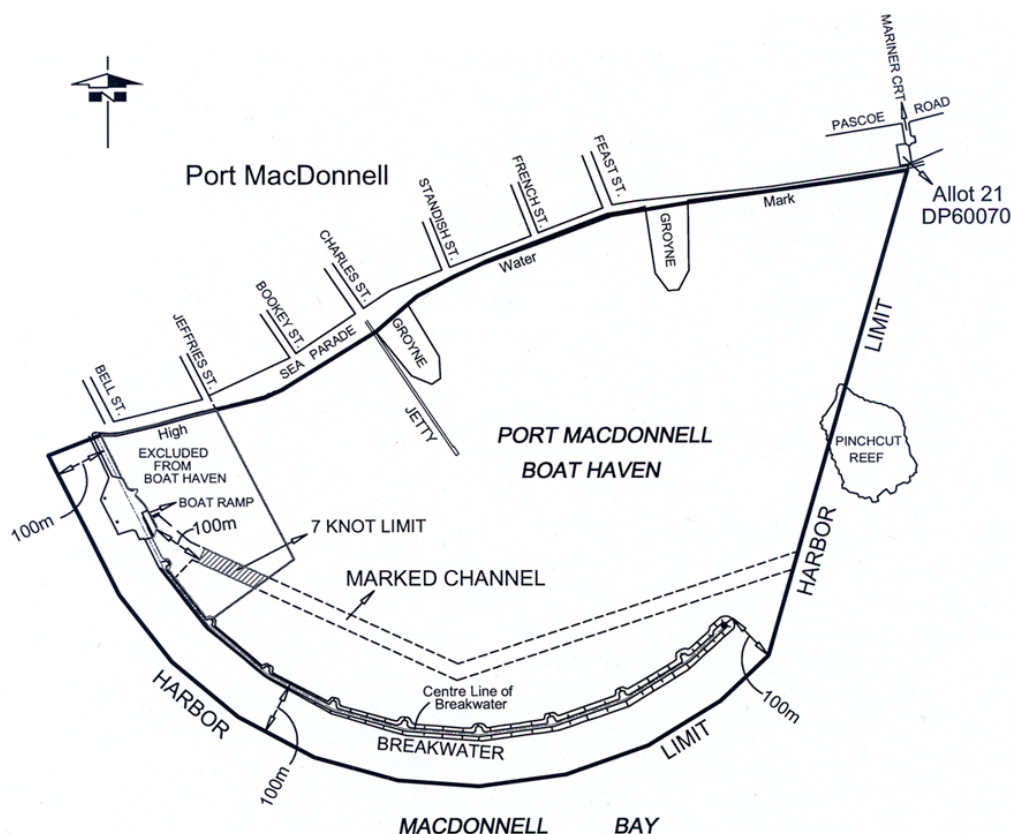 N
MARINER CRT
PASCOE ROAD
Port MacDonnell
FEAST ST.
FRENCH ST.
STANDISH ST.
CHARLES ST.
BOOKEY ST.
JEFFRIES ST.
BELL ST.
Allot 21
DP60070
High
Water
Mark
SEA PARADE
GROYNE
GROYNE
JETTY
LIMIT
PORT MACDONNELL
BOAT HAVEN
PINCHCUT
REEF
EXCLUDED
FROM
BOAT HAVEN
BOAT RAMP
100m
100m
7 KNOT LIMIT
MARKED CHANNEL
HARBOR
HARBOR
Centre Line of
Breakwater
BREAKWATER
LIMIT
100m
100m
MACDONNELL BAY